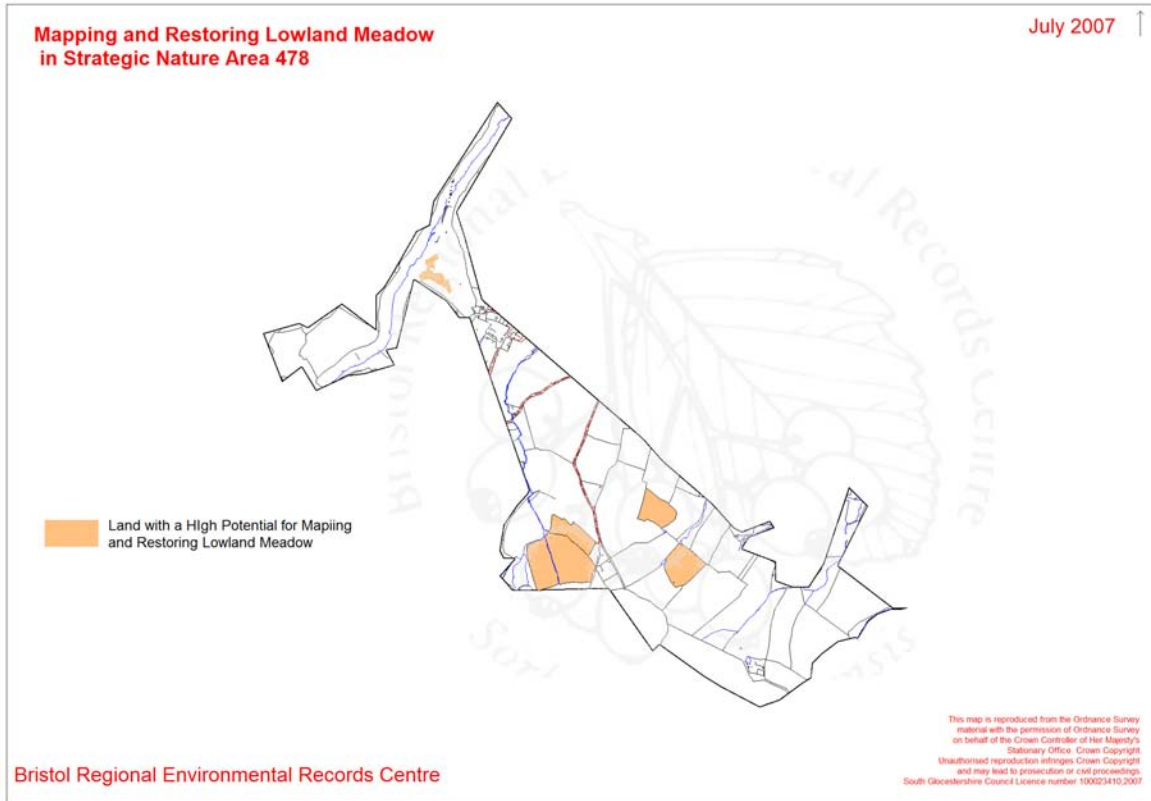 Mapping and Restoring Lowland Meadow
in Strategic Nature Area 478
July 2007
Land with a HIgh Potential for Mapiing
and Restoring Lowland Meadow
This map is reproduced from the Ordnance Survey
material with the permission of Ordnance Survey
on behalf of the Crown Controller of Her Majesty's
Stationary Office. Crown Copyright.
Unauthorised reproduction infringes Crown Copyright
and may lead to prosecution or civil proceedings.
South Glocestershire Council Licence number 100023410,2007
Bristol Regional Environmental Records Centre